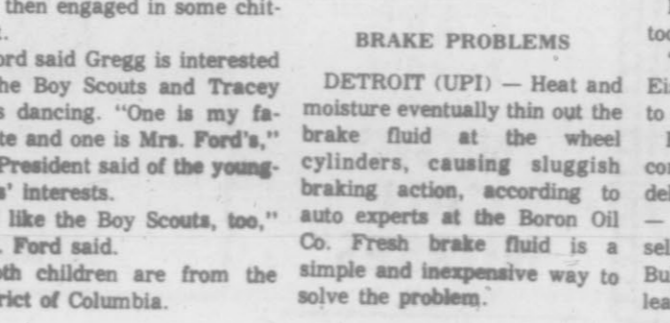 then engaged in some chit-
ord said Gregg is interested
he Boy Scouts and Tracey
s dancing. "One is my fa-
te and one is Mrs. Ford's,"
President said of the young-
s' interests.
like the Boy Scouts, too,"
. Ford said.
oth children are from the
rict of Columbia.
BRAKE PROBLEMS
DETROIT (UPI) — Heat and
moisture eventually thin out the
brake fluid at the wheel
cylinders, causing sluggish
braking action, according to
auto experts at the Boron Oil
Co. Fresh brake fluid is a
simple and inexpensive way to
solve the problem.
too
Ei
to
con
de
—
sel
Bu
lea